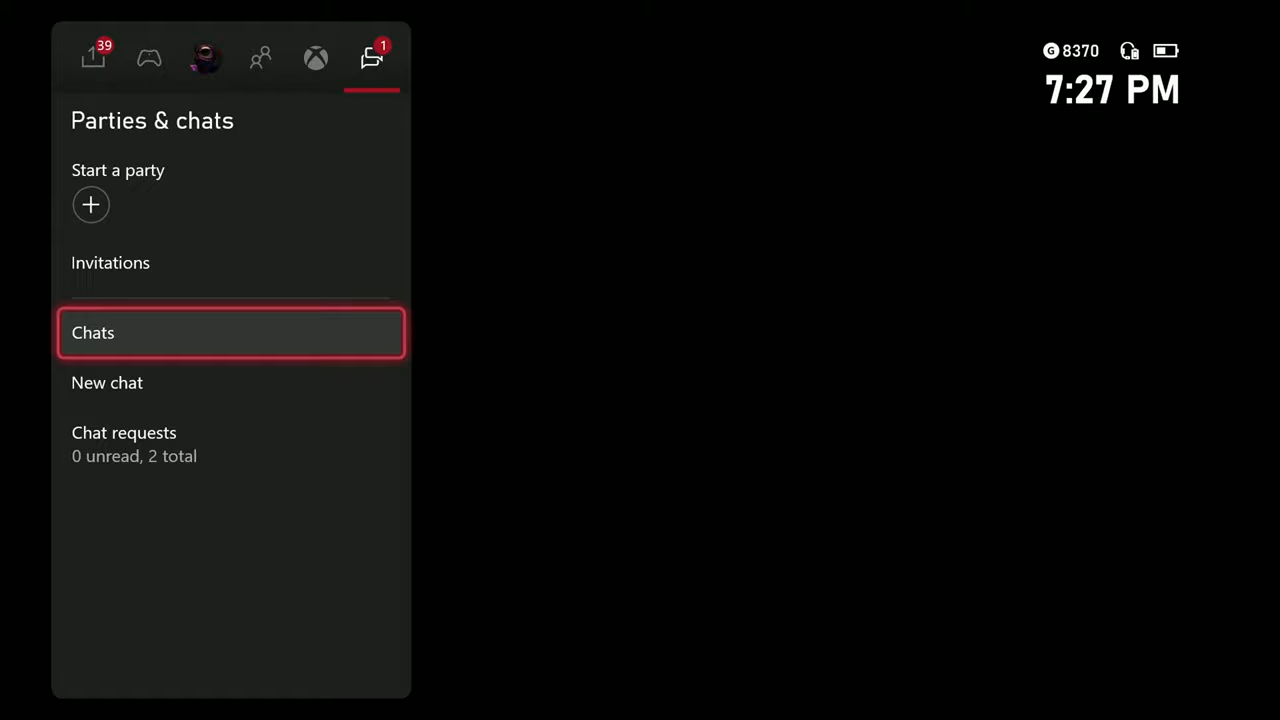 39
1
8370
7:27 PM
Parties & chats
Start a party
Invitations
Chats
New chat
Chat requests
0 unread, 2 total